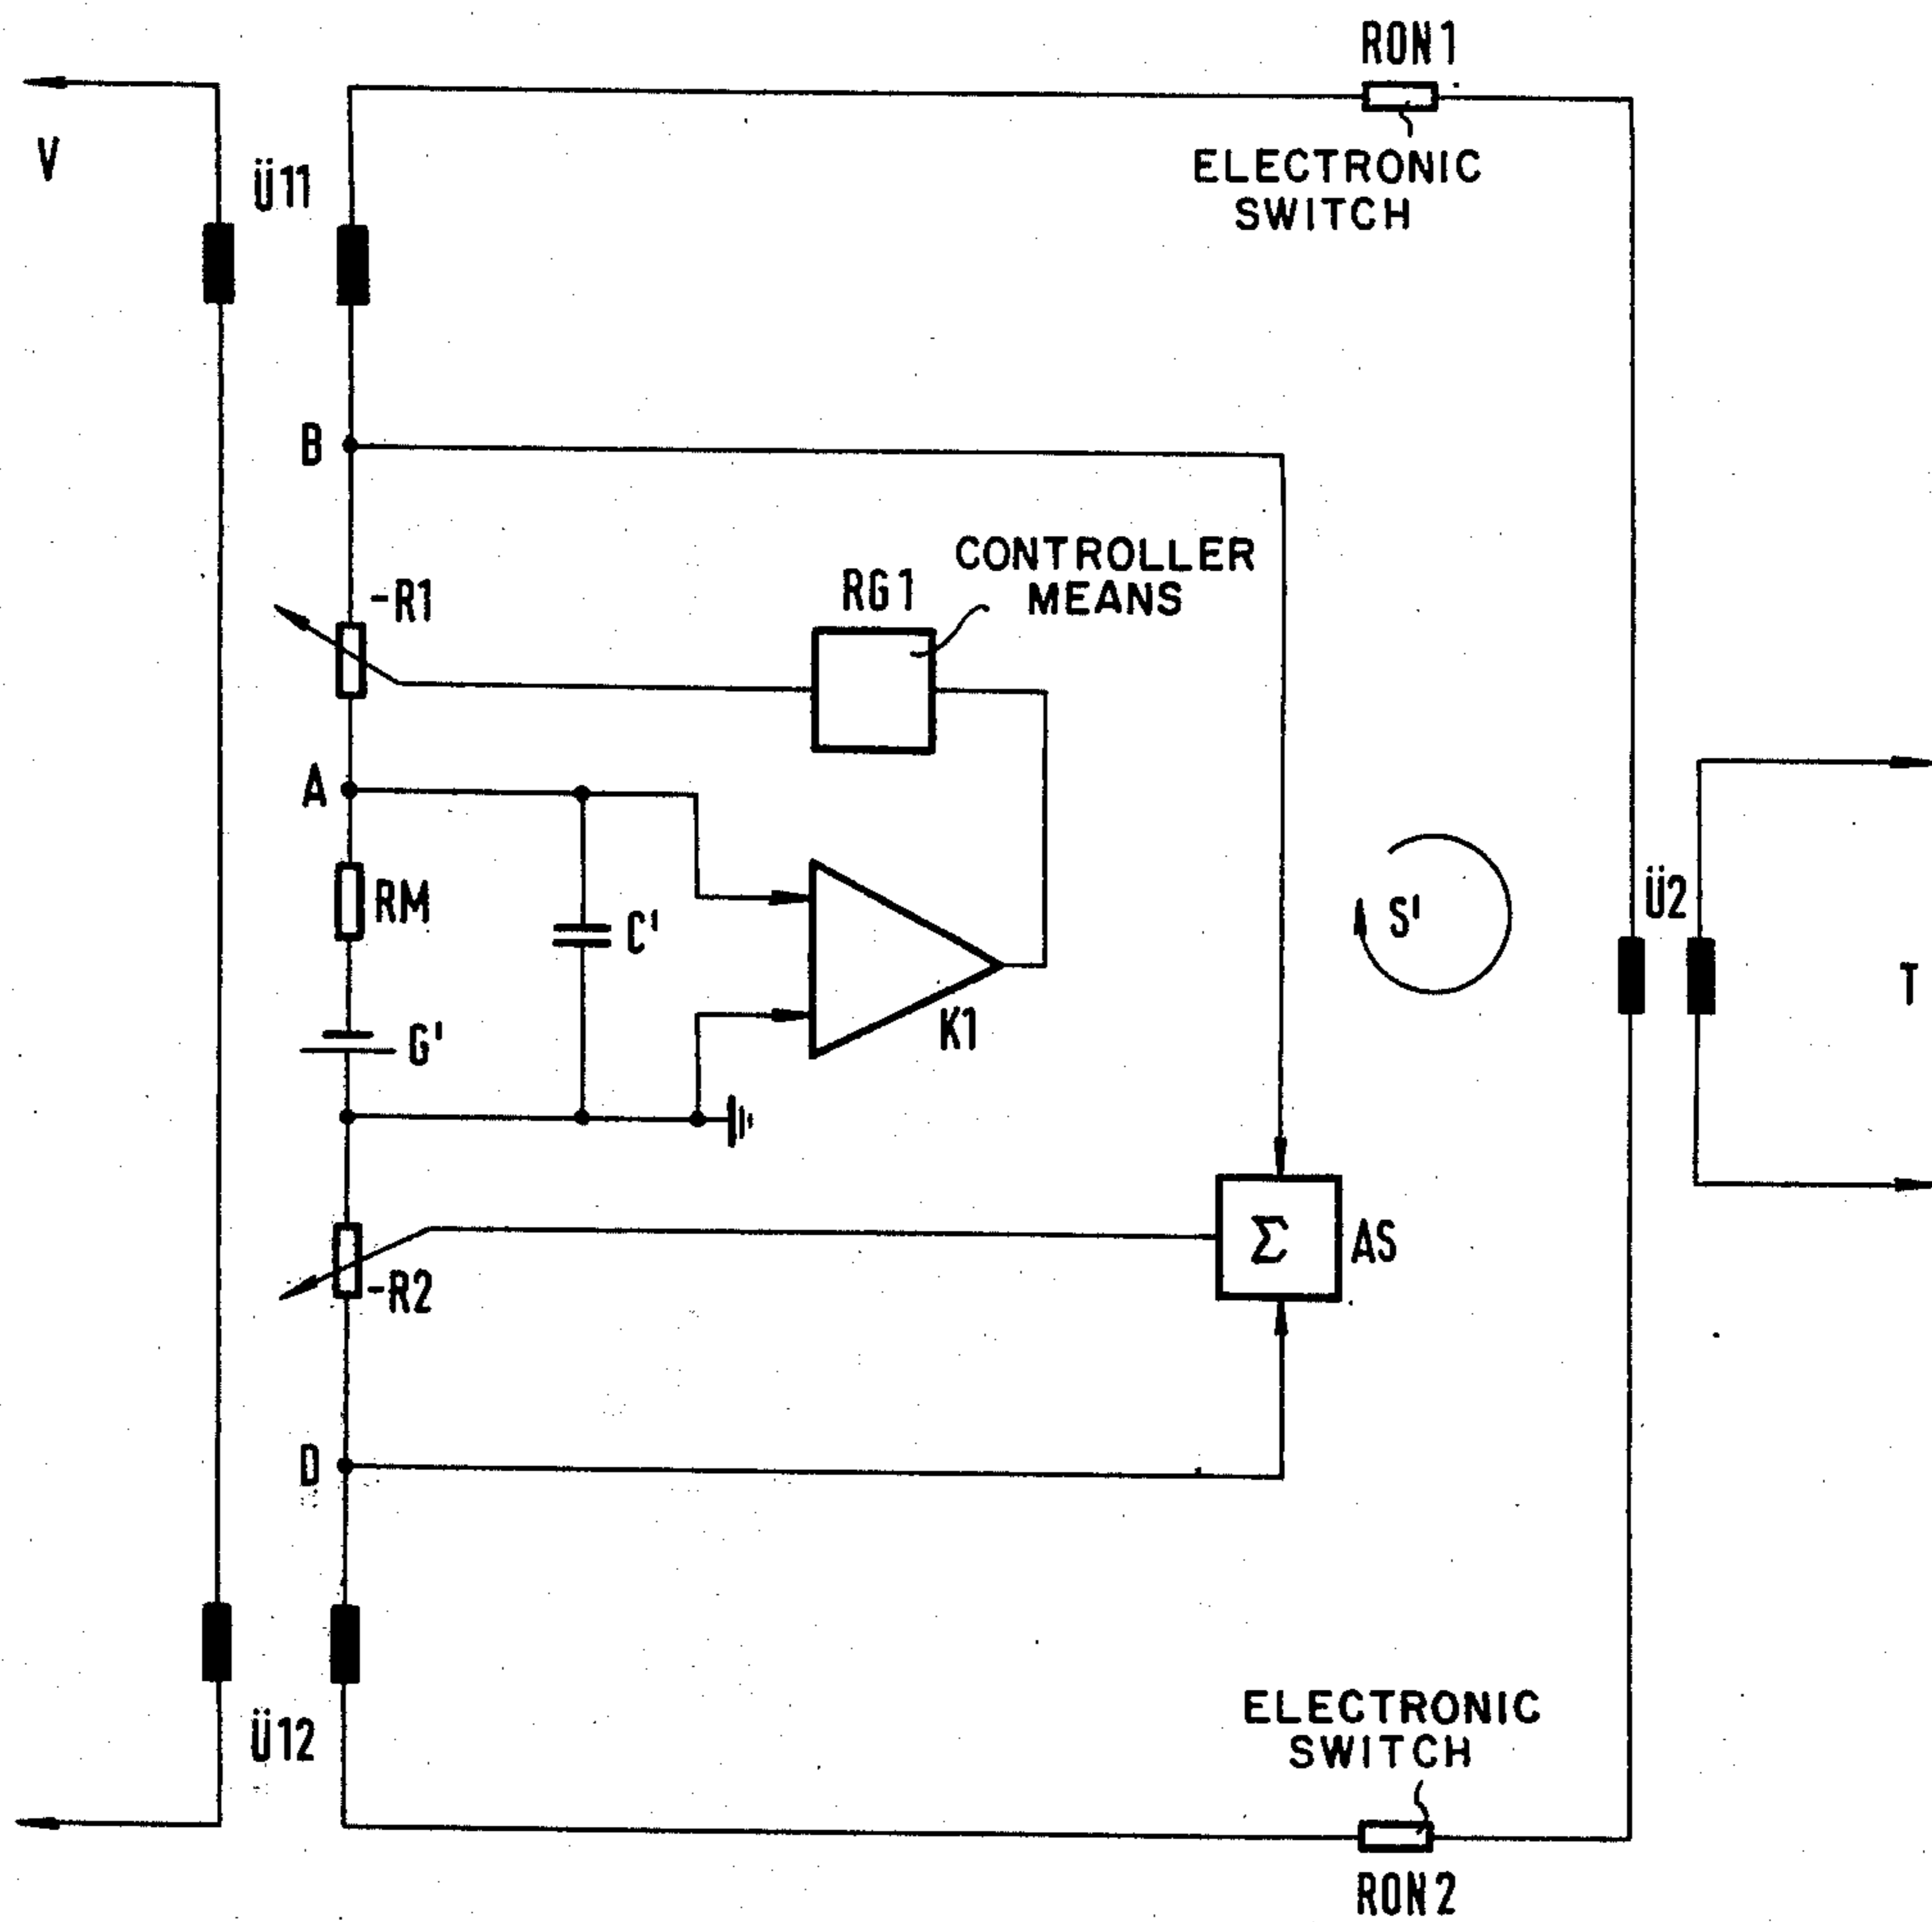 RON1
ELECTRONIC
SWITCH
V
Ü11
B
-R1
RG1
CONTROLLER
MEANS
A
RM
C'
G'
K1
S'
Ü2
T
Σ
AS
-R2
D
Ü12
ELECTRONIC
SWITCH
RON2